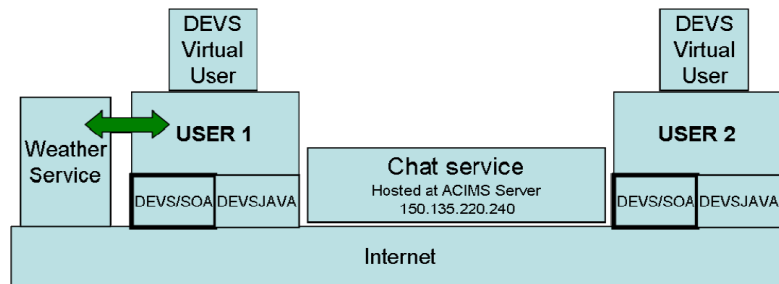 DEVS
Virtual
User
DEVS
Virtual
User
Weather
Service
USER 1
USER 2
Chat service
Hosted at ACIMS Server
150.135.220.240
DEVS/SOA
DEVSJAVA
DEVS/SOA
DEVSJAVA
Internet